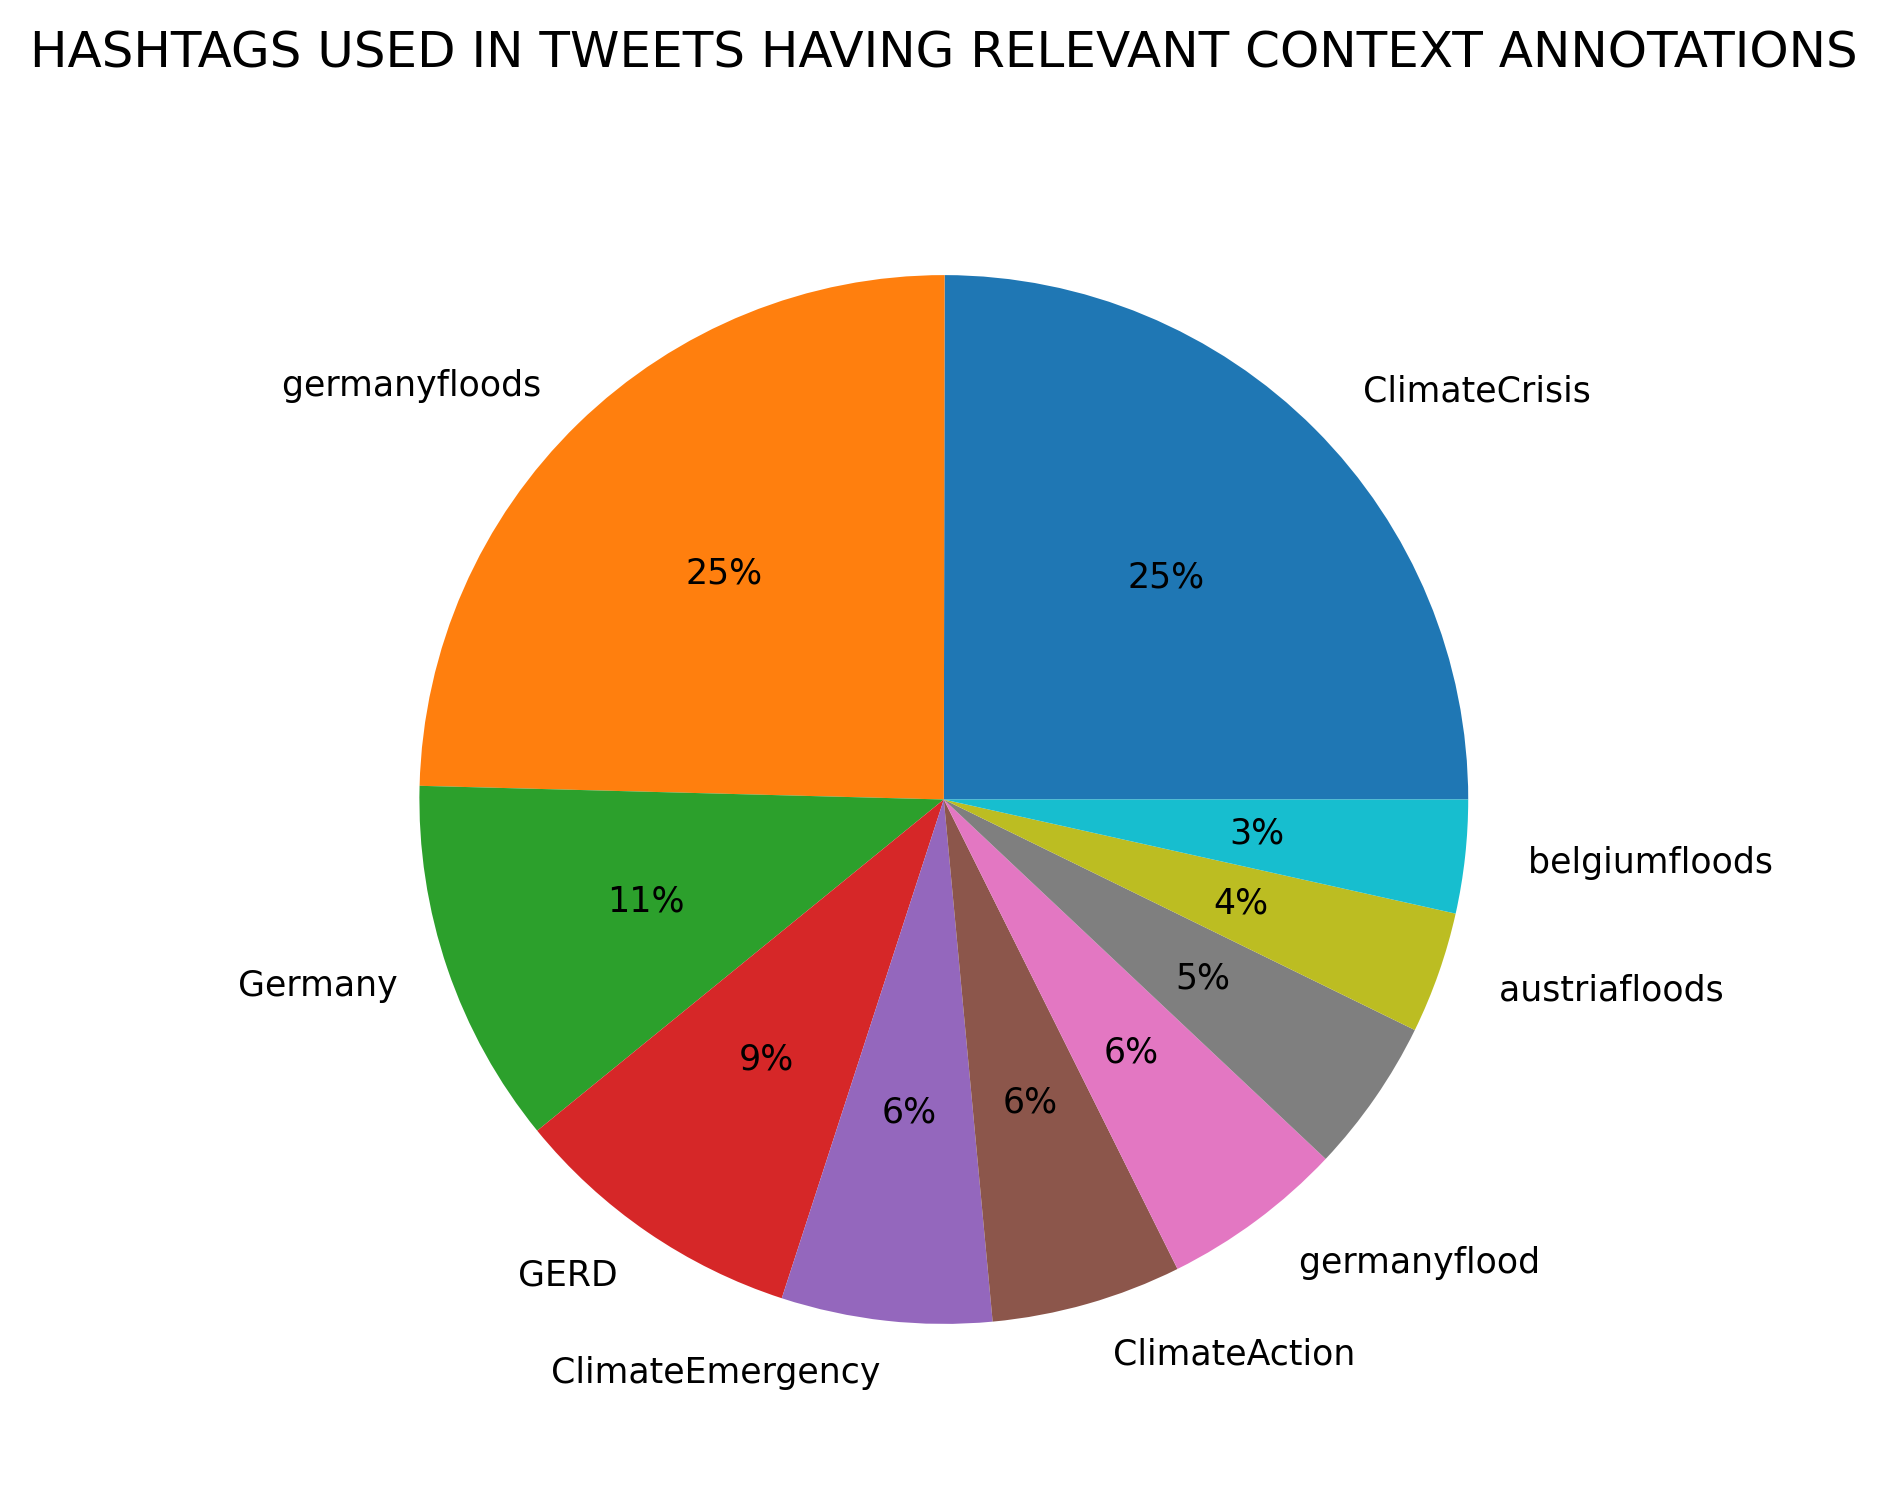 HASHTAGS USED IN TWEETS HAVING RELEVANT CONTEXT ANNOTATIONS
germanyfloods
ClimateCrisis
25%
25%
3%
belgiumfloods
11%
4%
Germany
5%
austriafloods
9%
6%
6%
6%
GERD
germanyflood
ClimateEmergency
ClimateAction